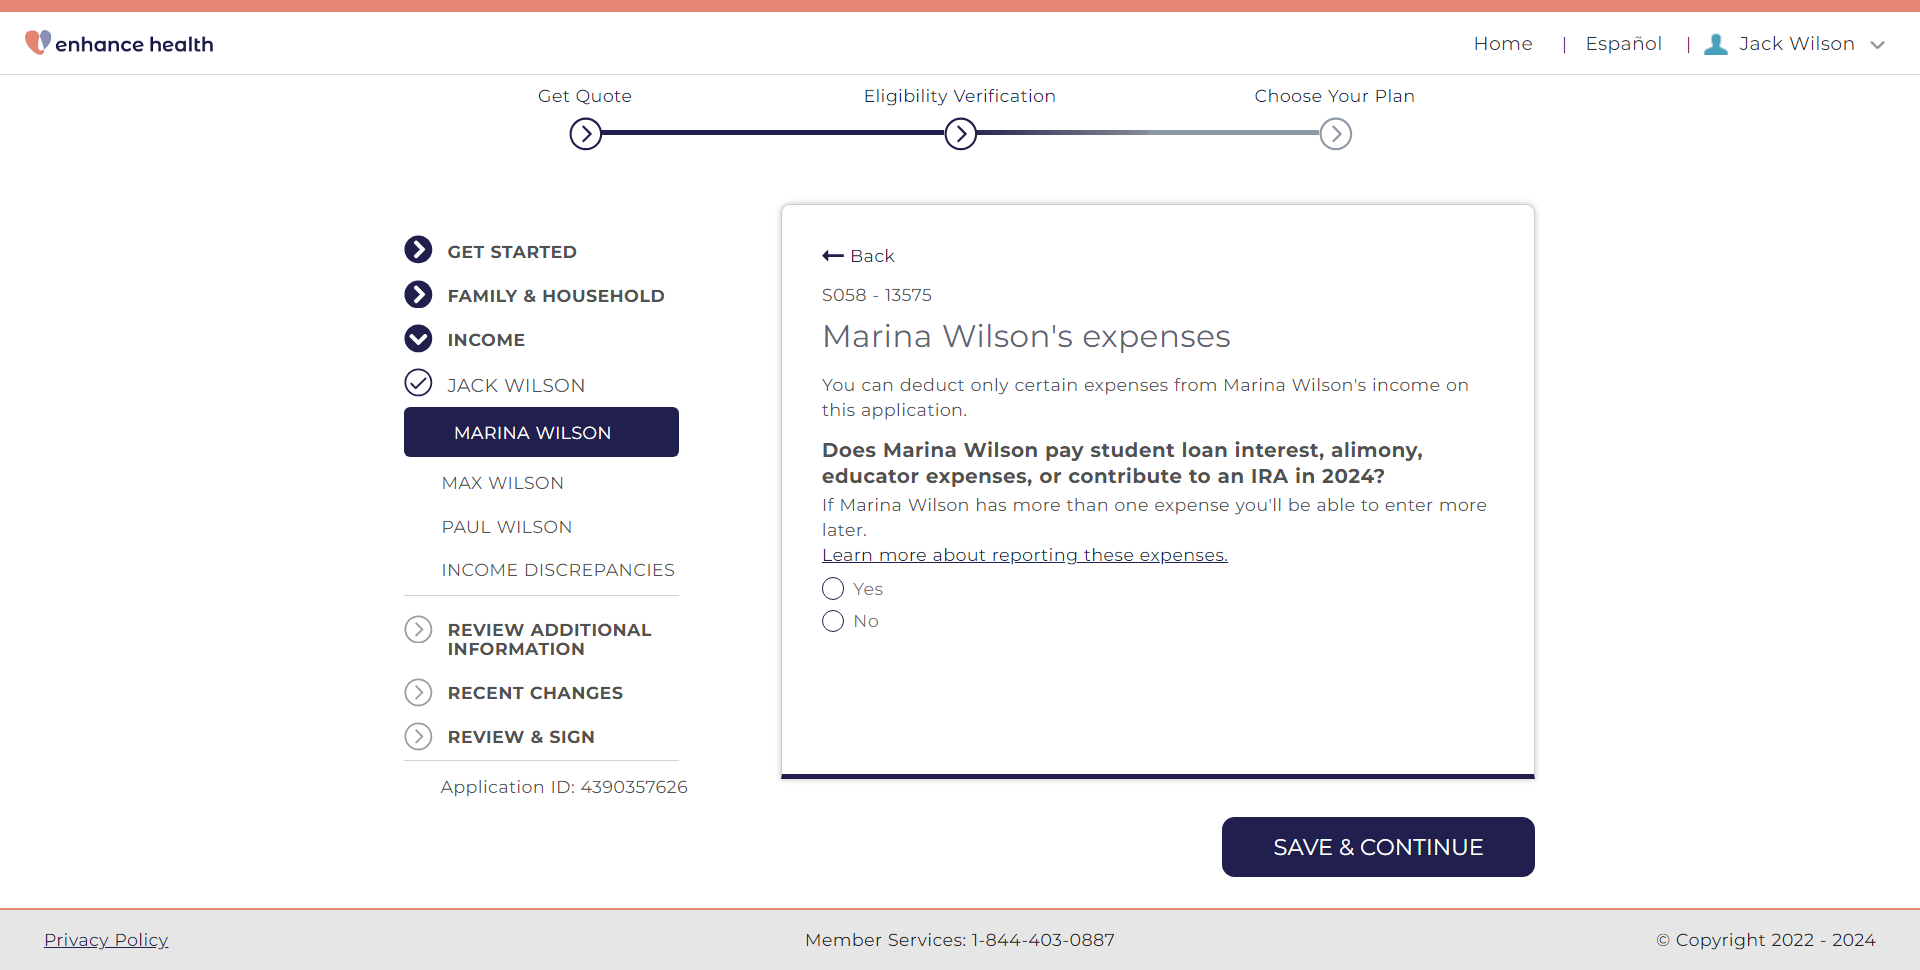 enhance health
Home | Español | Jack Wilson
Get Quote
Eligibility Verification
Choose Your Plan
GET STARTED
FAMILY & HOUSEHOLD
INCOME
JACK WILSON
MARINA WILSON
MAX WILSON
PAUL WILSON
INCOME DISCREPANCIES
REVIEW ADDITIONAL
INFORMATION
RECENT CHANGES
REVIEW & SIGN
Application ID: 4390357626
Back
S058 - 13575
Marina Wilson's expenses
You can deduct only certain expenses from Marina Wilson's income on
this application.
Does Marina Wilson pay student loan interest, alimony,
educator expenses, or contribute to an IRA in 2024?
If Marina Wilson has more than one expense you'll be able to enter more
later.
Learn more about reporting these expenses.
Yes
No
SAVE & CONTINUE
Privacy Policy
Member Services: 1-844-403-0887
© Copyright 2022 - 2024